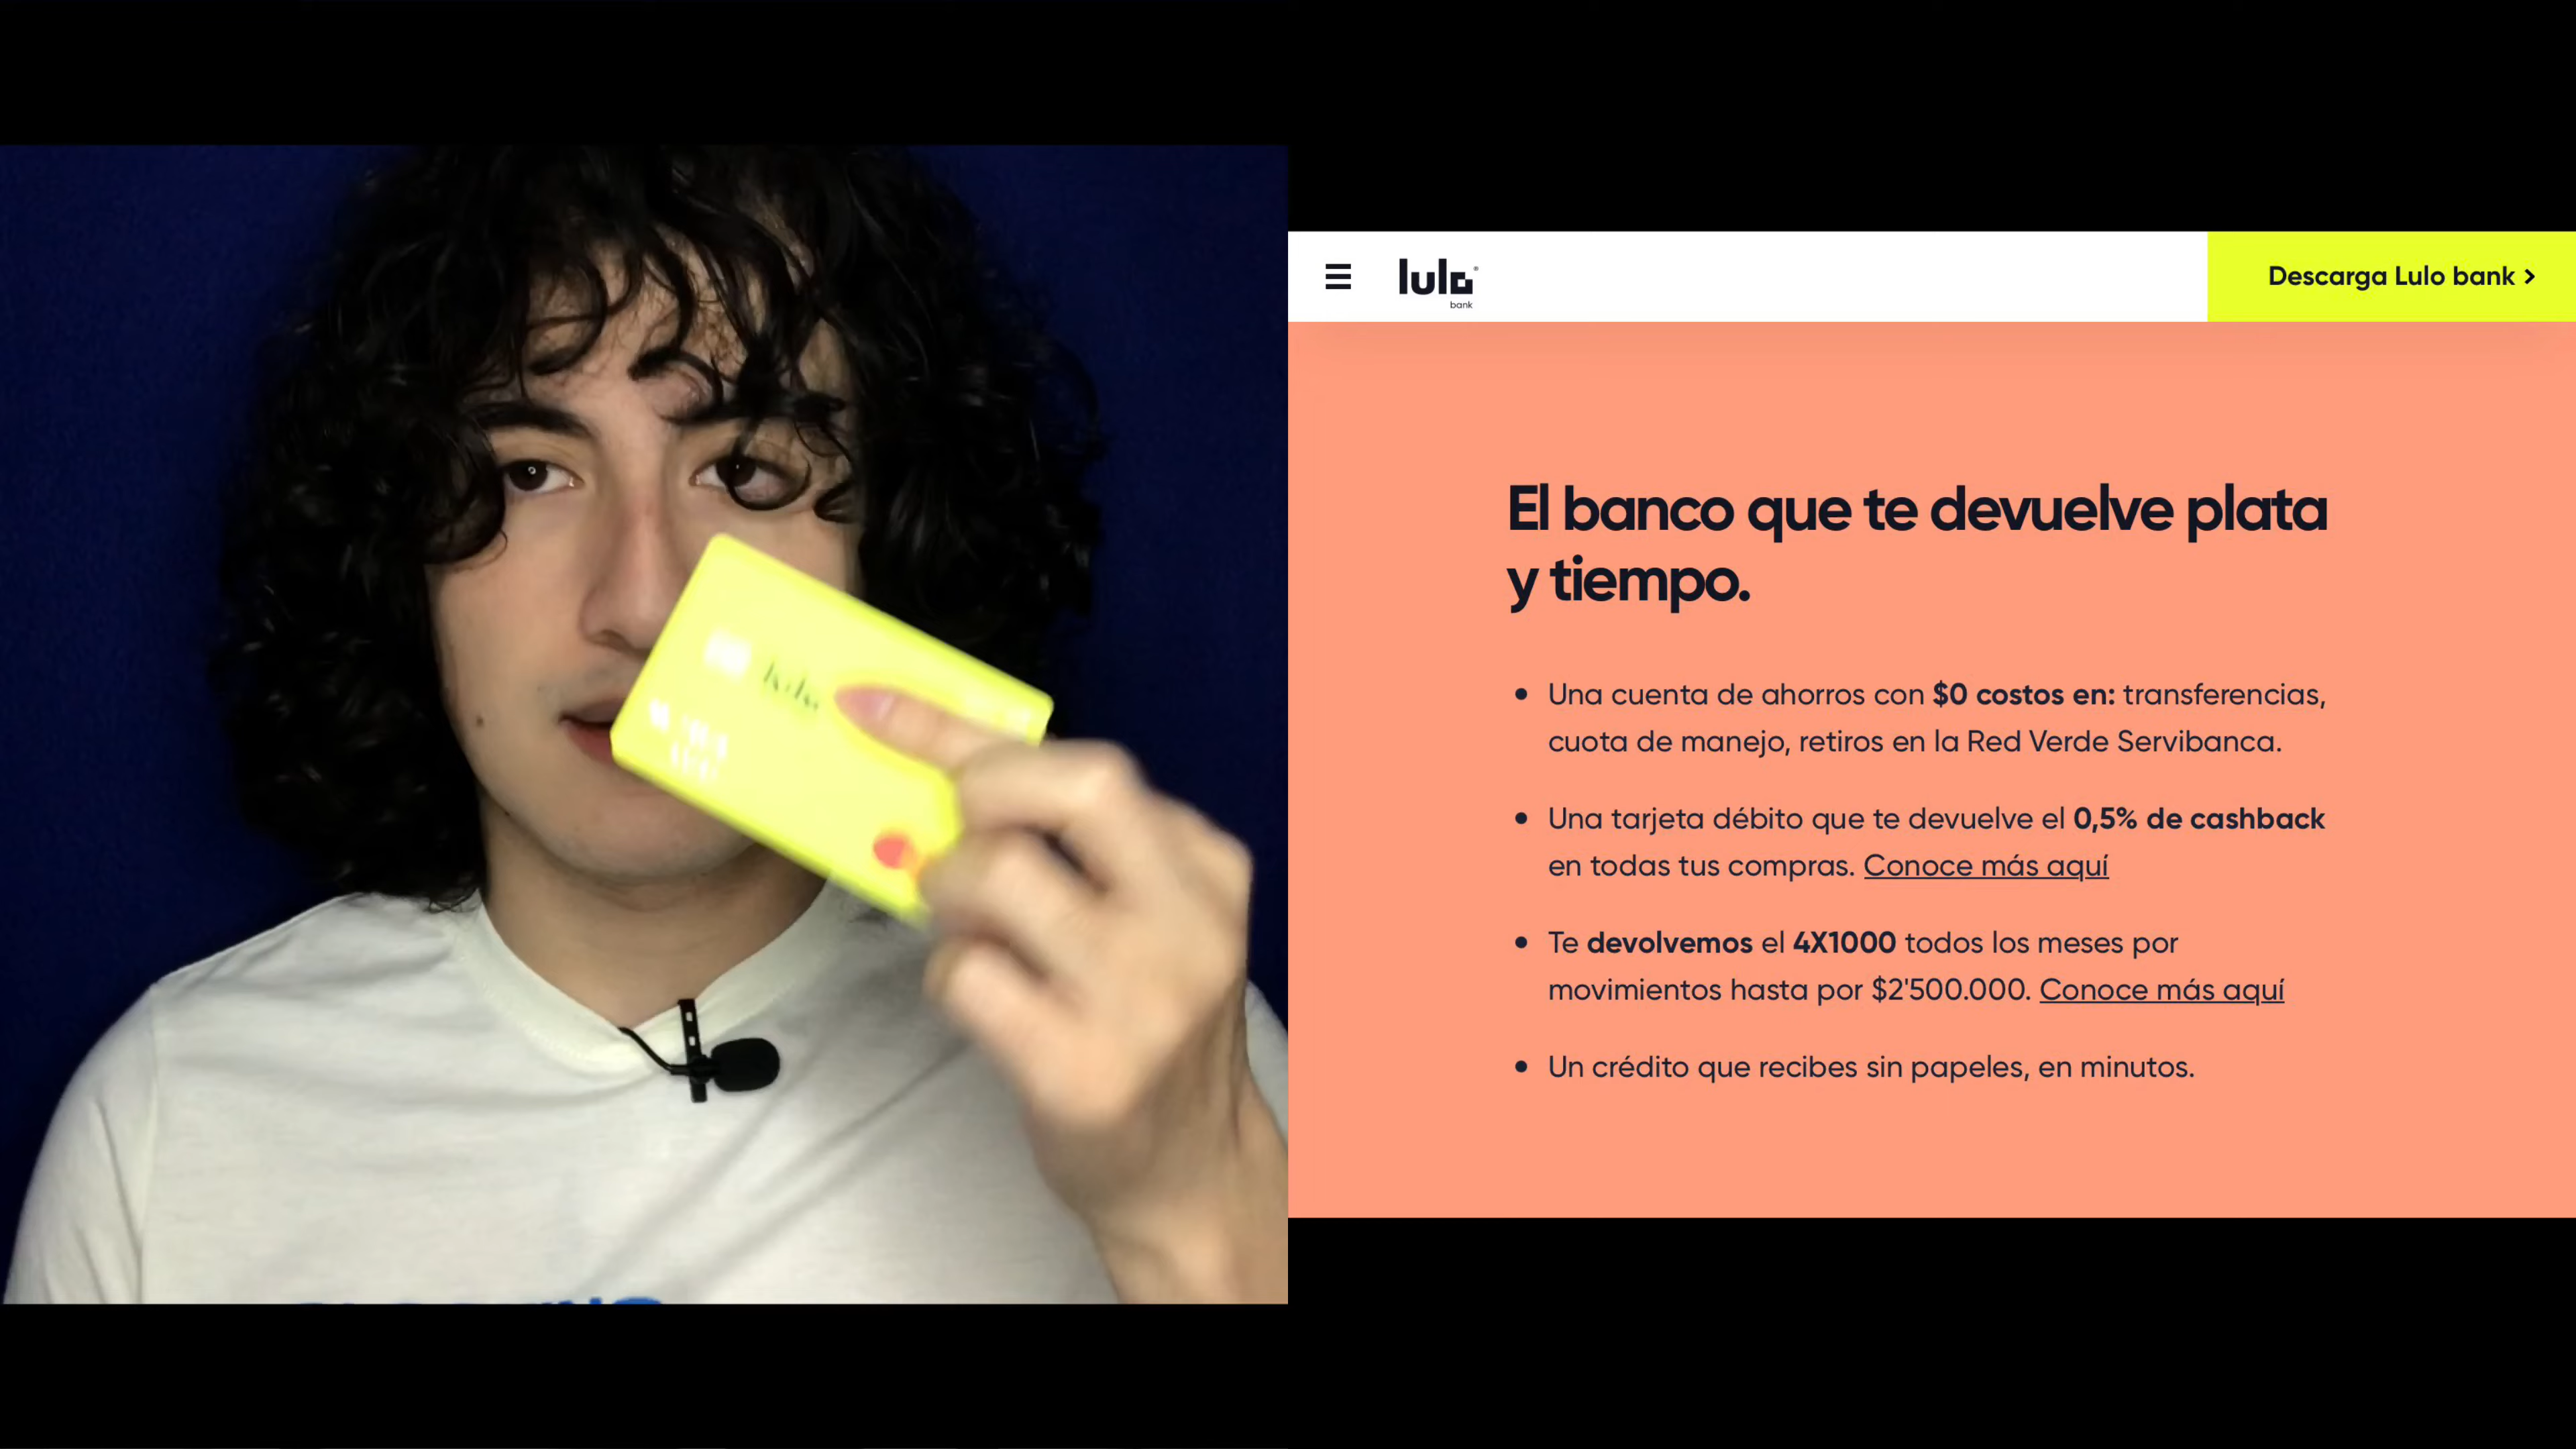 lulo
lulo
bank
Descarga Lulo bank >
El banco que te devuelve plata
y tiempo.
• Una cuenta de ahorros con $0 costos en: transferencias,
cuota de manejo, retiros en la Red Verde Servibanca.
• Una tarjeta débito que te devuelve el 0,5% de cashback
en todas tus compras. Conoce más aquí
• Te devolvemos el 4X1000 todos los meses por
movimientos hasta por $2'500.000. Conoce más aquí
• Un crédito que recibes sin papeles, en minutos.